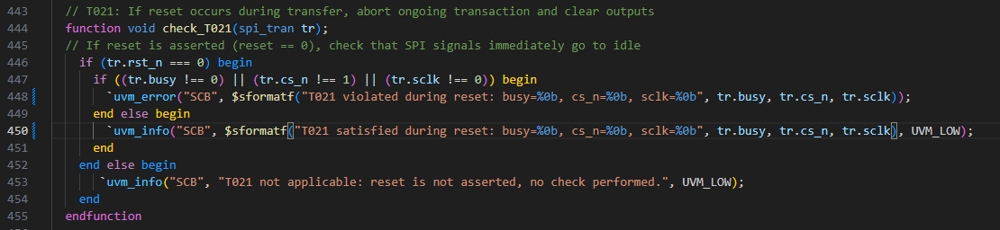 443 // T021: If reset occurs during transfer, abort ongoing transaction and clear outputs
444 function void check_T021(spi_tran tr);
445 // If reset is asserted (reset == 0), check that SPI signals immediately go to idle
446 if (tr.rst_n === 0) begin
447 if ((tr.busy !== 0) || (tr.cs_n !== 1) || (tr.sclk !== 0)) begin
448 `uvm_error("SCB", $sformatf("T021 violated during reset: busy=%0b, cs_n=%0b, sclk=%0b", tr.busy, tr.cs_n, tr.sclk));
449 end else begin
450 `uvm_info("SCB", $sformatf("T021 satisfied during reset: busy=%0b, cs_n=%0b, sclk=%0b", tr.busy, tr.cs_n, tr.sclk), UVM_LOW);
451 end
452 end else begin
453 `uvm_info("SCB", "T021 not applicable: reset is not asserted, no check performed.", UVM_LOW);
454 end
455 endfunction